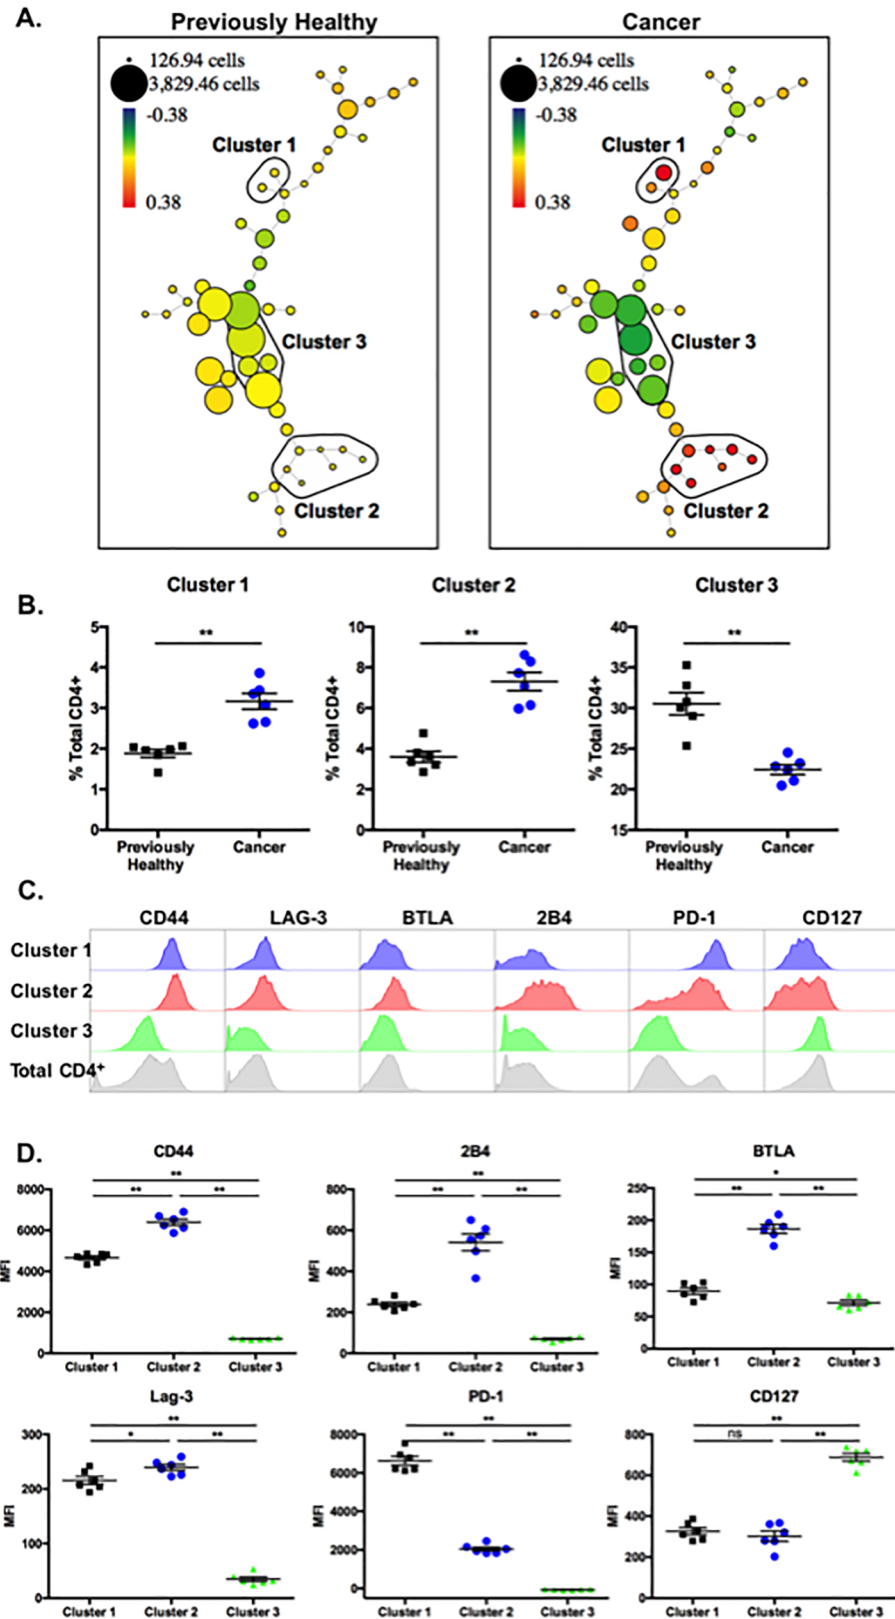 A.
Previously Healthy
Cancer
126.94 cells
3,829.46 cells
-0.38
0.38
Cluster 1
Cluster 3
Cluster 2
126.94 cells
3,829.46 cells
-0.38
0.38
Cluster 1
Cluster 3
Cluster 2
B.
Cluster 1
Cluster 2
Cluster 3
% Total CD4+
5
4
3
2
1
0
**
Previously
Healthy
Cancer
% Total CD4+
10
8
6
4
2
0
**
Previously
Healthy
Cancer
% Total CD4+
40
35
30
25
20
15
**
Previously
Healthy
Cancer
C.
CD44 LAG-3 BTLA 2B4 PD-1 CD127
Cluster 1
Cluster 2
Cluster 3
Total CD4+
D.
CD44
**
** **
MFI
8000
6000
4000
2000
0
Cluster 1 Cluster 2 Cluster 3
2B4
**
** **
MFI
800
600
400
200
0
Cluster 1 Cluster 2 Cluster 3
BTLA
*
** **
MFI
250
200
150
100
50
0
Cluster 1 Cluster 2 Cluster 3
Lag-3
**
* **
MFI
300
200
100
0
Cluster 1 Cluster 2 Cluster 3
PD-1
**
** **
MFI
8000
6000
4000
2000
0
Cluster 1 Cluster 2 Cluster 3
CD127
**
ns **
MFI
800
600
400
200
0
Cluster 1 Cluster 2 Cluster 3